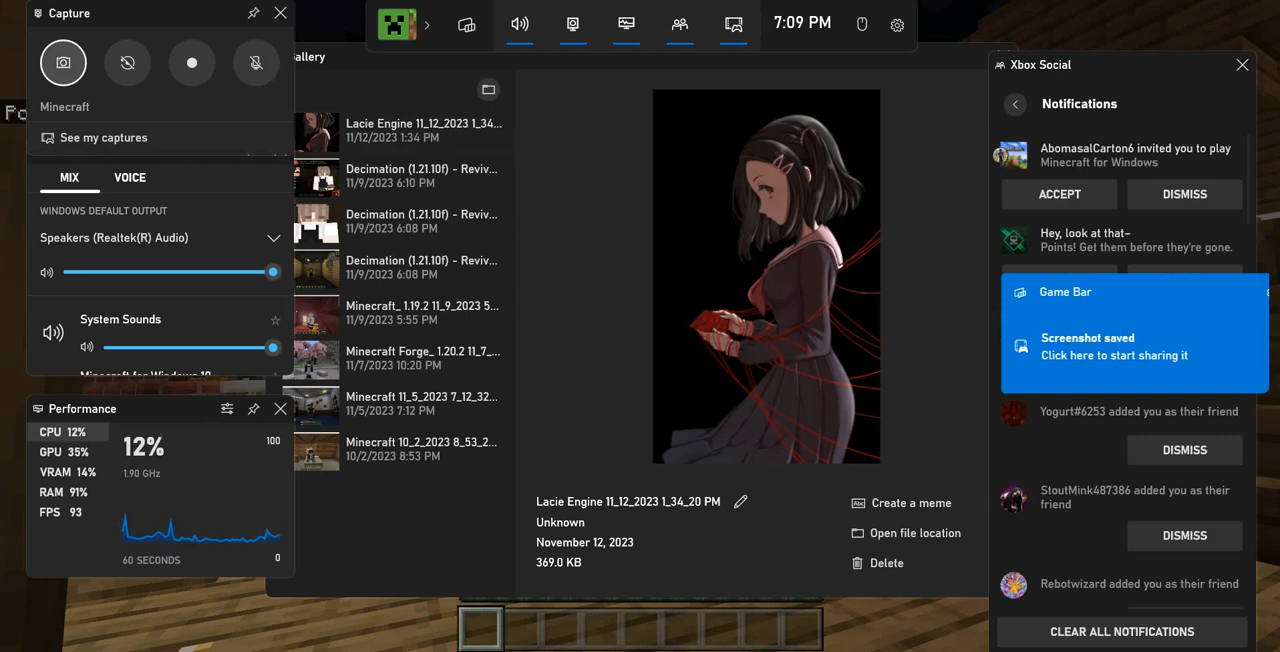 Capture
Minecraft
See my captures
MIX
VOICE
WINDOWS DEFAULT OUTPUT
Speakers (Realtek(R) Audio)
System Sounds
Performance
CPU 12%
GPU 35%
VRAM 14%
RAM 91%
FPS 93
12%
1.90 GHz
100
60 SECONDS
0
7:09 PM
allery
Lacie Engine 11_12_2023 1_34...
11/12/2023 1:34 PM
Decimation (1.21.10f) - Reviv...
11/9/2023 6:10 PM
Decimation (1.21.10f) - Reviv...
11/9/2023 6:08 PM
Decimation (1.21.10f) - Reviv...
11/9/2023 6:08 PM
Minecraft_ 1.19.2 11_9_2023 5...
11/9/2023 5:55 PM
Minecraft Forge_ 1.20.2 11_7_...
11/7/2023 10:20 PM
Minecraft 11_5_2023 7_12_32...
11/5/2023 7:12 PM
Minecraft 10_2_2023 8_53_2...
10/2/2023 8:53 PM
Lacie Engine 11_12_2023 1_34_20 PM
Unknown
November 12, 2023
369.0 KB
Abc Create a meme
Open file location
Delete
Xbox Social
Notifications
AbomasalCarton6 invited you to play
Minecraft for Windows
ACCEPT
DISMISS
Hey, look at that–
Points! Get them before they're gone.
Game Bar
Screenshot saved
Click here to start sharing it
Yogurt#6253 added you as their friend
DISMISS
StoutMink487386 added you as their
friend
DISMISS
Rebotwizard added you as their friend
CLEAR ALL NOTIFICATIONS